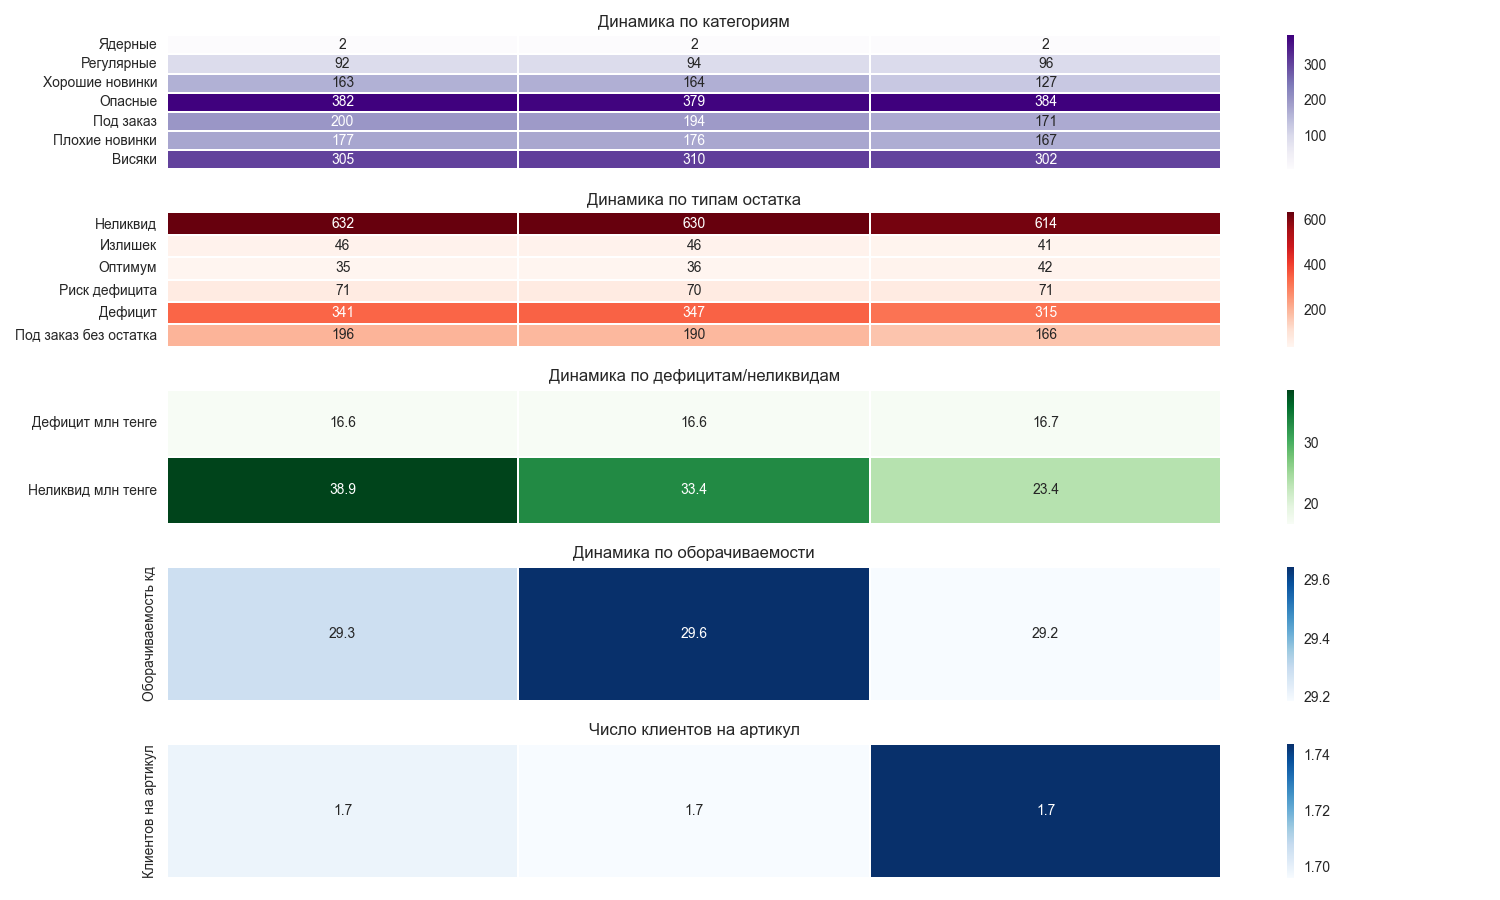 Динамика по категориям
Ядерные 2 2 2
Регулярные 92 94 96
Хорошие новинки 163 164 127
Опасные 382 379 384
Под заказ 200 194 171
Плохие новинки 177 176 167
Висяки 305 310 302
300
200
100
Динамика по типам остатка
Неликвид 632 630 614
Излишек 46 46 41
Оптимум 35 36 42
Риск дефицита 71 70 71
Дефицит 341 347 315
Под заказ без остатка 196 190 166
600
400
200
Динамика по дефицитам/неликвидам
Дефицит млн тенге 16.6 16.6 16.7
Неликвид млн тенге 38.9 33.4 23.4
30
20
Динамика по оборачиваемости
Оборачиваемость кд
29.3 29.6 29.2
29.6
29.4
29.2
Число клиентов на артикул
Клиентов на артикул
1.7 1.7 1.7
1.74
1.72
1.70